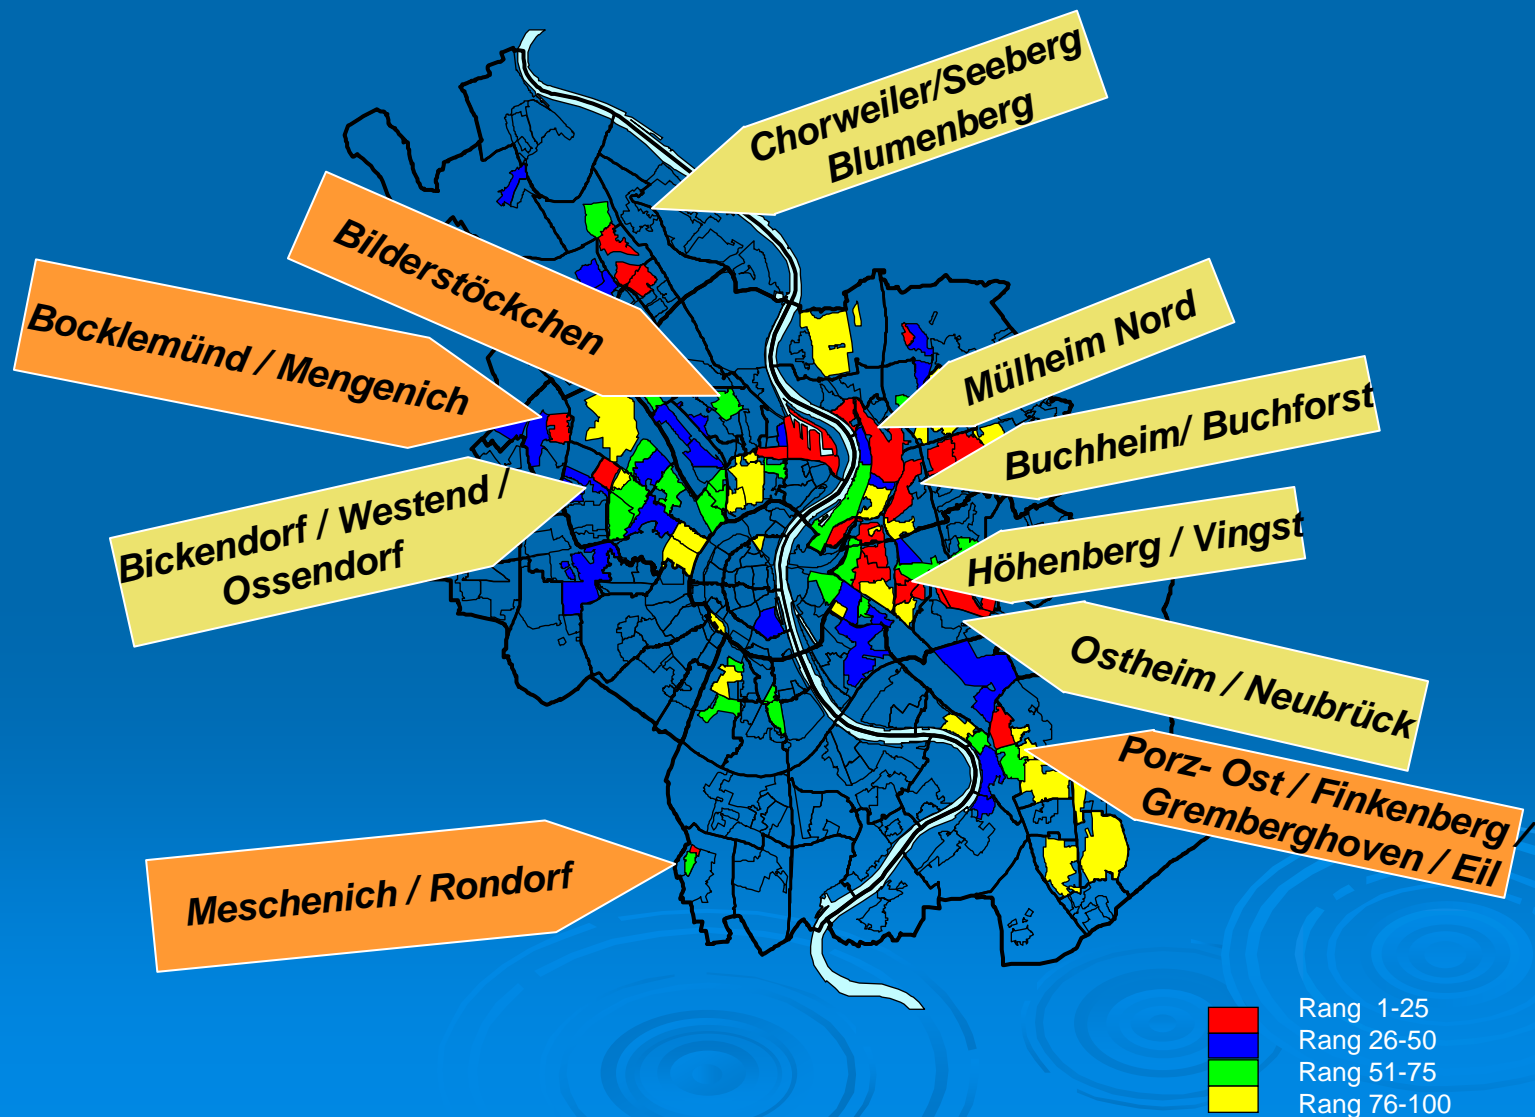 Chorweiler/Seeberg
Blumenberg
Bilderstöckchen
Bocklemünd / Mengenich
Mülheim Nord
Buchheim/ Buchforst
Bickendorf / Westend /
Ossendorf
Höhenberg / Vingst
Ostheim / Neubrück
Porz- Ost / Finkenberg /
Gremberghoven / Eil
Meschenich / Rondorf
Rang 1-25
Rang 26-50
Rang 51-75
Rang 76-100